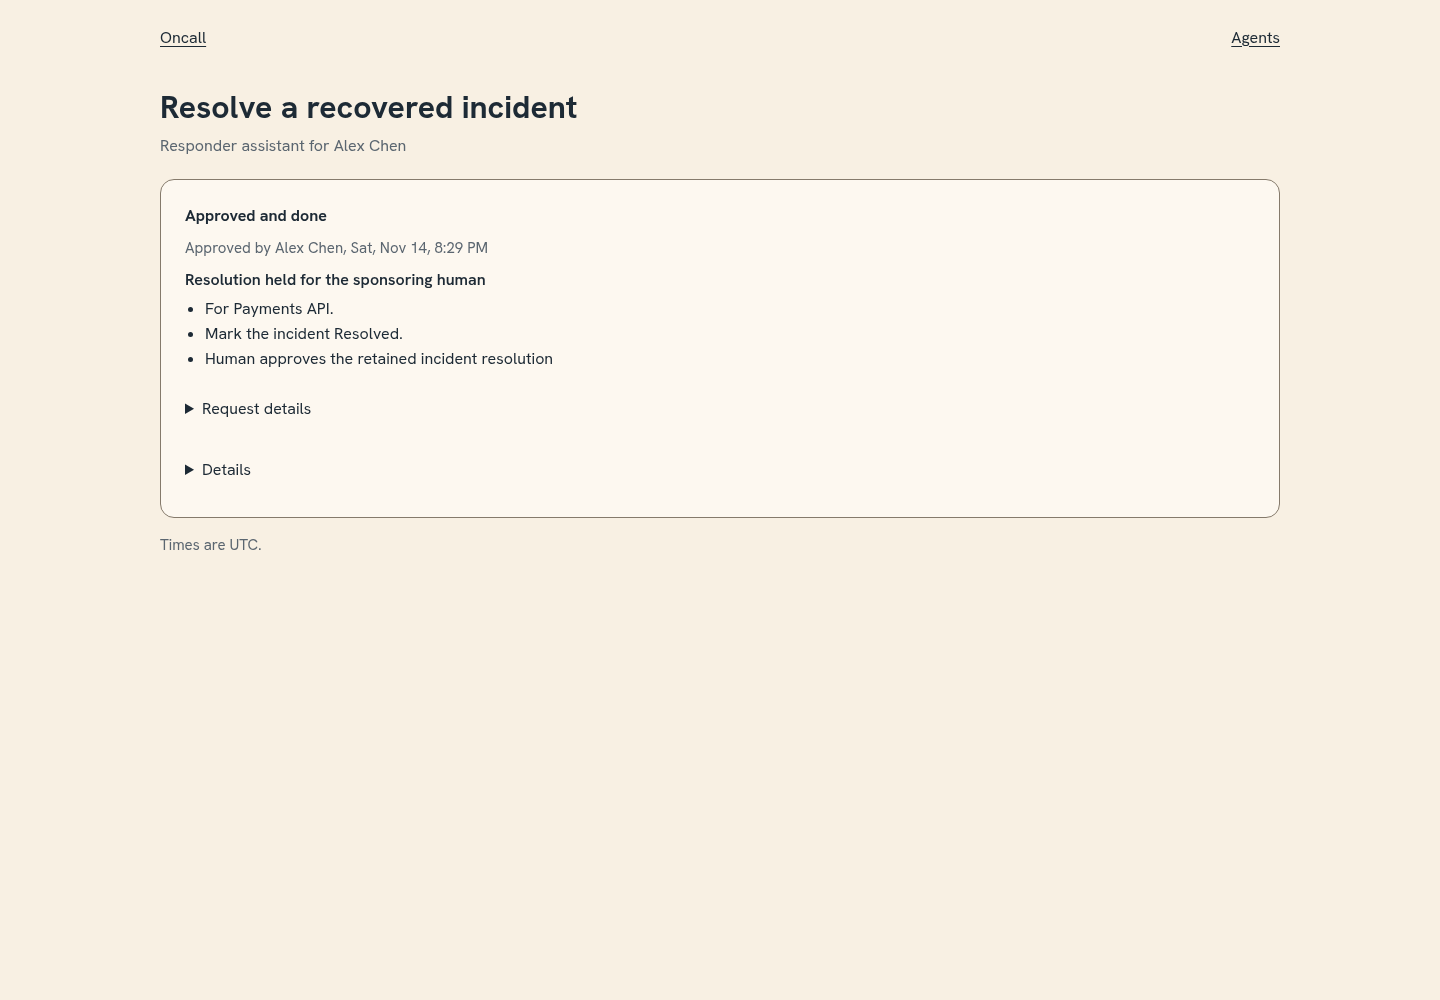 Oncall
Agents
Resolve a recovered incident
Responder assistant for Alex Chen
Approved and done
Approved by Alex Chen, Sat, Nov 14, 8:29 PM
Resolution held for the sponsoring human
For Payments API.
Mark the incident Resolved.
Human approves the retained incident resolution
Request details
Details
Times are UTC.